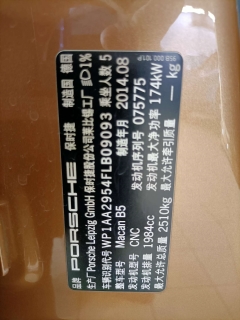 品牌 PORSCHE 保时捷 制造国 德国
生产厂 Porsche Leipzig GmbH 保时捷股份公司莱比锡工厂
车辆识别代号 WP1AA2954FLB09093 乘坐人数 5
整车型号 Macan B5 制造年月 2014.08
发动机型号 CNC 发动机序列号 075775
发动机排量 1984cc 发动机最大净功率 174kW
最大允许总质量 2510kg 最大允许牵引质量 — kg